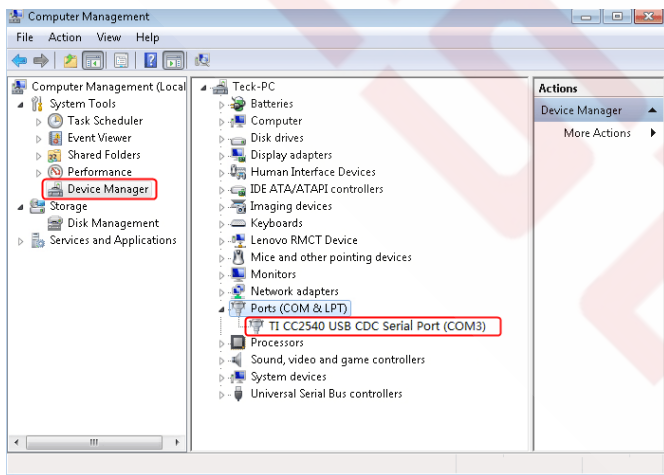 Computer Management
File Action View Help
Computer Management (Local
System Tools
Task Scheduler
Event Viewer
Shared Folders
Performance
Device Manager
Storage
Disk Management
Services and Applications
Teck-PC
Batteries
Computer
Disk drives
Display adapters
Human Interface Devices
IDE ATA/ATAPI controllers
Imaging devices
Keyboards
Lenovo RMCT Device
Mice and other pointing devices
Monitors
Network adapters
Ports (COM & LPT)
TI CC2540 USB CDC Serial Port (COM3)
Processors
Sound, video and game controllers
System devices
Universal Serial Bus controllers
Actions
Device Manager
More Actions